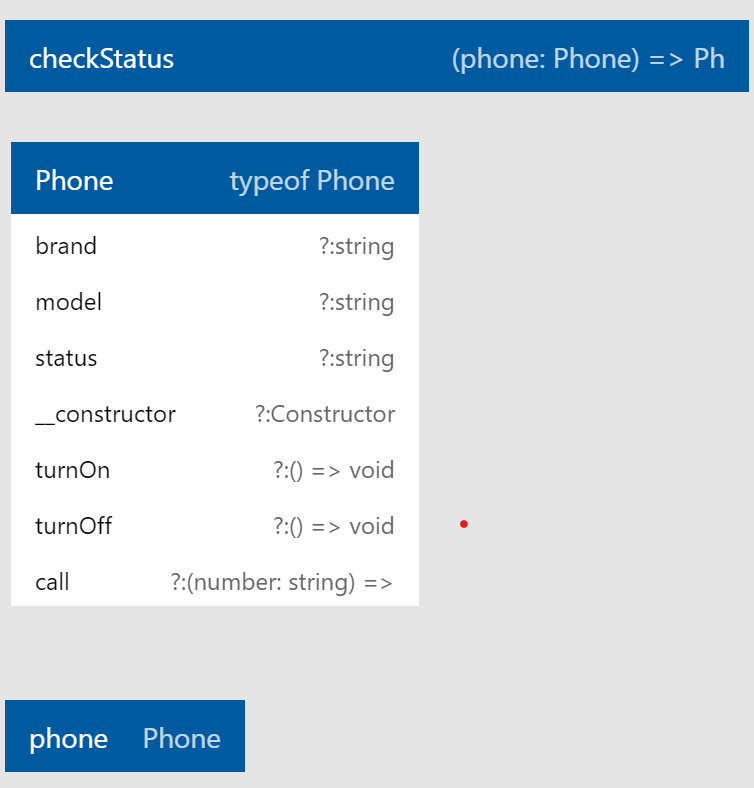 checkStatus (phone: Phone) => Ph
Phone typeof Phone
brand ?:string
model ?:string
status ?:string
__constructor ?:Constructor
turnOn ?:() => void
turnOff ?:() => void
call ?:(number: string) =>
phone Phone